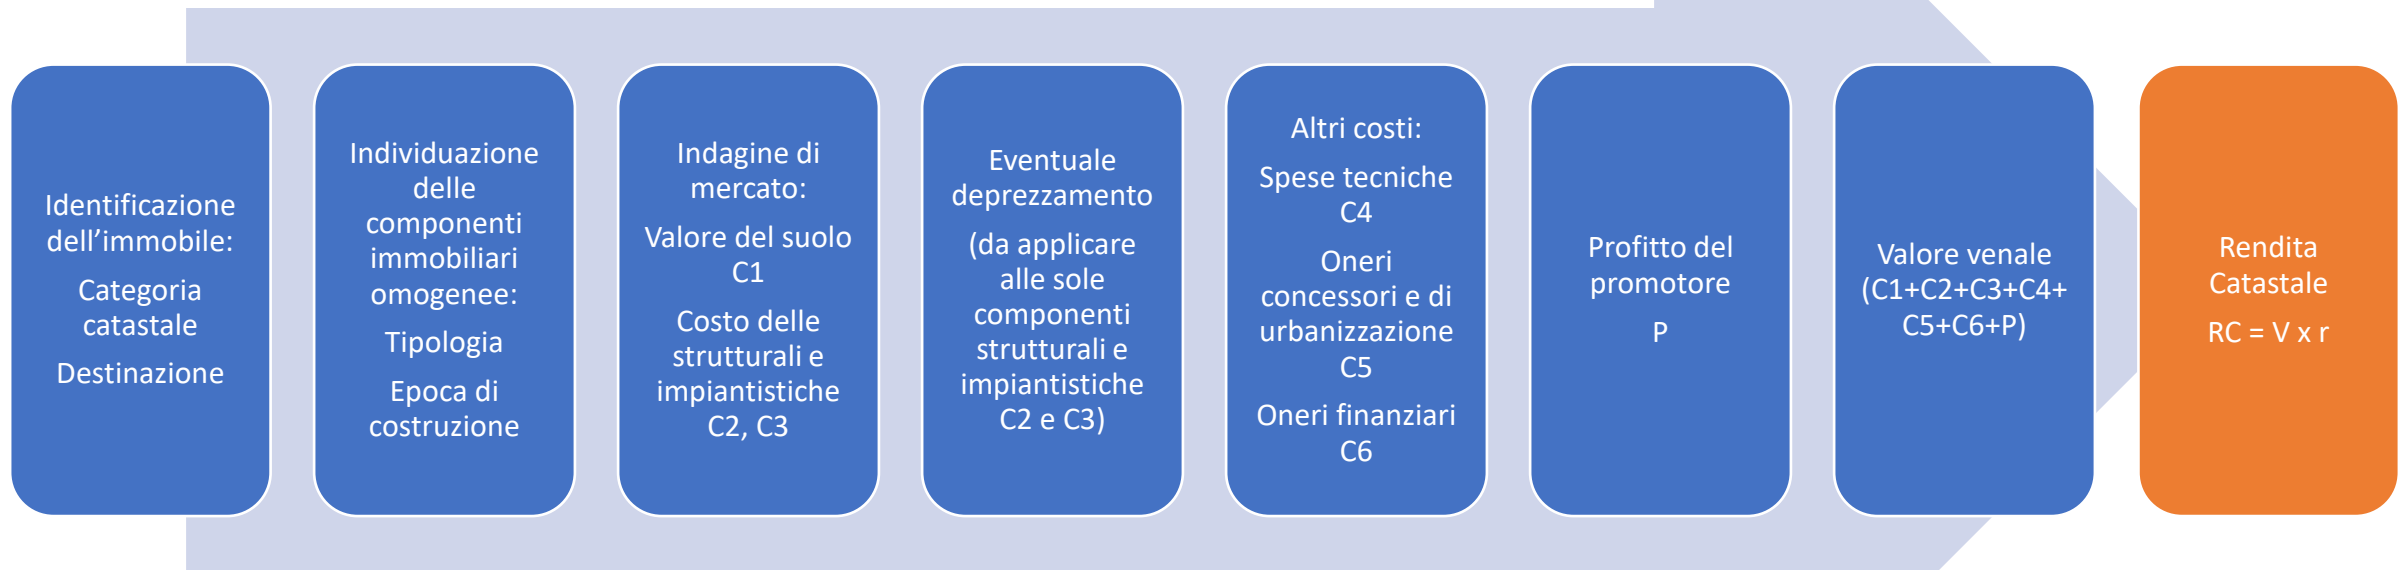 Identificazione
dell’immobile:
Categoria
catastale
Destinazione
Individuazione
delle
componenti
immobiliari
omogenee:
Tipologia
Epoca di
costruzione
Indagine di
mercato:
Valore del suolo
C1
Costo delle
strutturali e
impiantistiche
C2, C3
Eventuale
deprezzamento
(da applicare
alle sole
componenti
strutturali e
impiantistiche
C2 e C3)
Altri costi:
Spese tecniche
C4
Oneri
concessori e di
urbanizzazione
C5
Oneri finanziari
C6
Profitto del
promotore
P
Valore venale
(C1+C2+C3+C4+
C5+C6+P)
Rendita
Catastale
RC = V x r